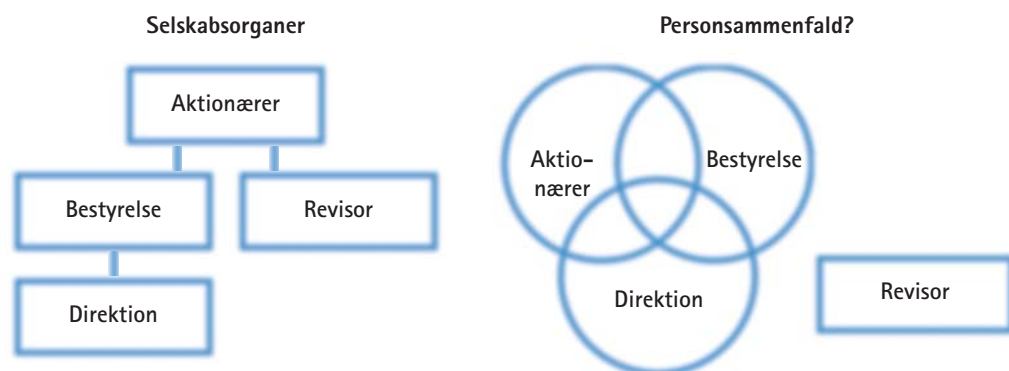 Selskabsorganer
Aktionærer
Bestyrelse
Revisor
Direktion
Personsammenfald?
Aktio-
nærer
Bestyrelse
Direktion
Revisor